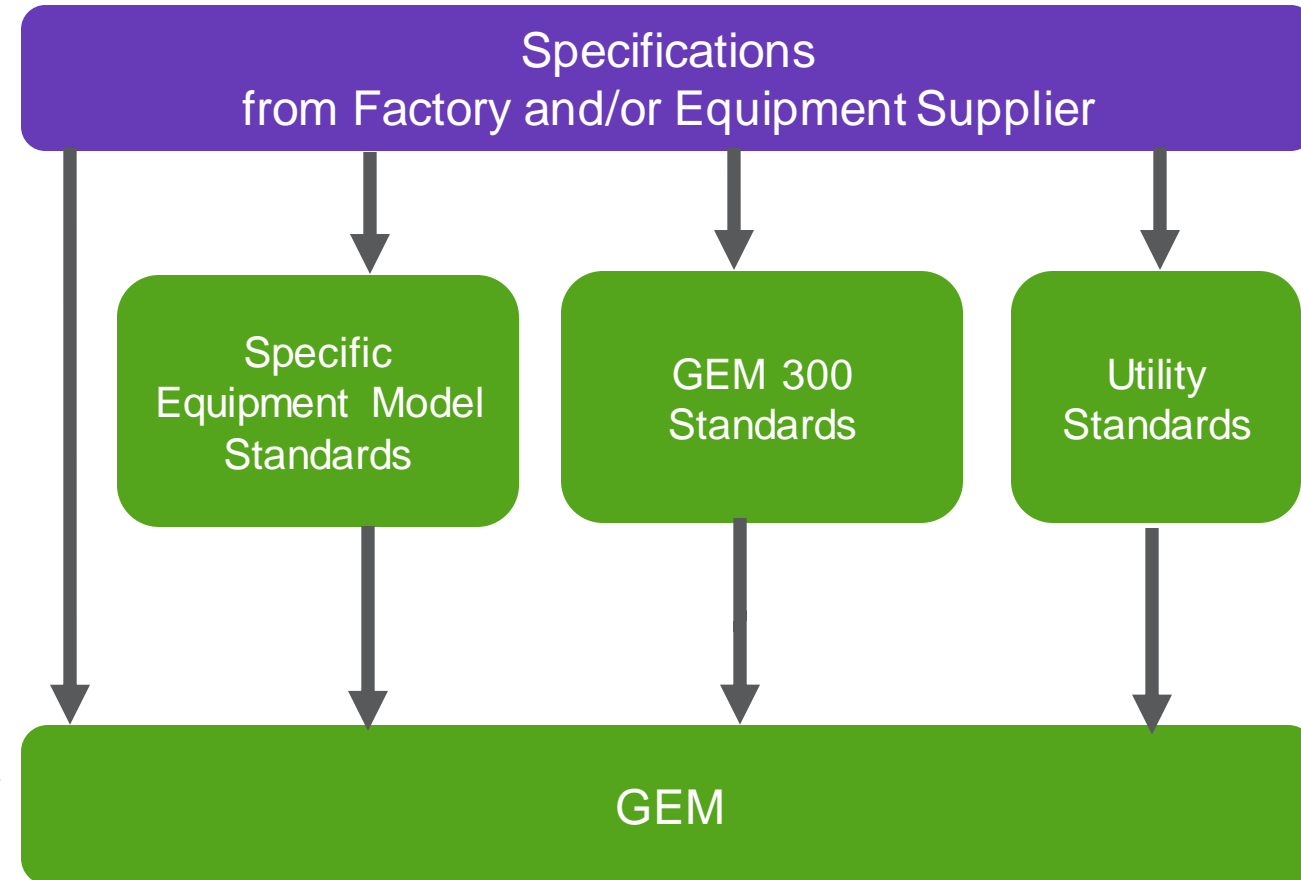 Specifications
from Factory and/or Equipment Supplier
Specific
Equipment Model
Standards
GEM 300
Standards
Utility
Standards
GEM